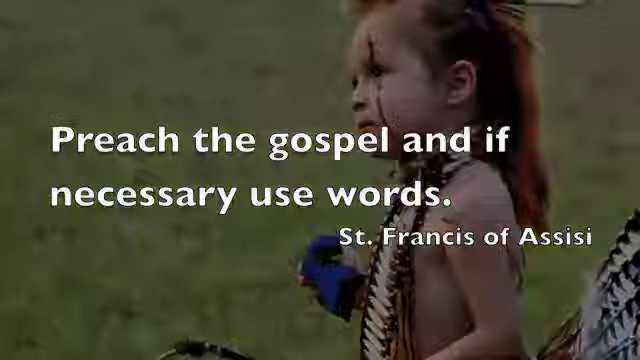 Preach the gospel and if
necessary use words.
St. Francis of Assisi